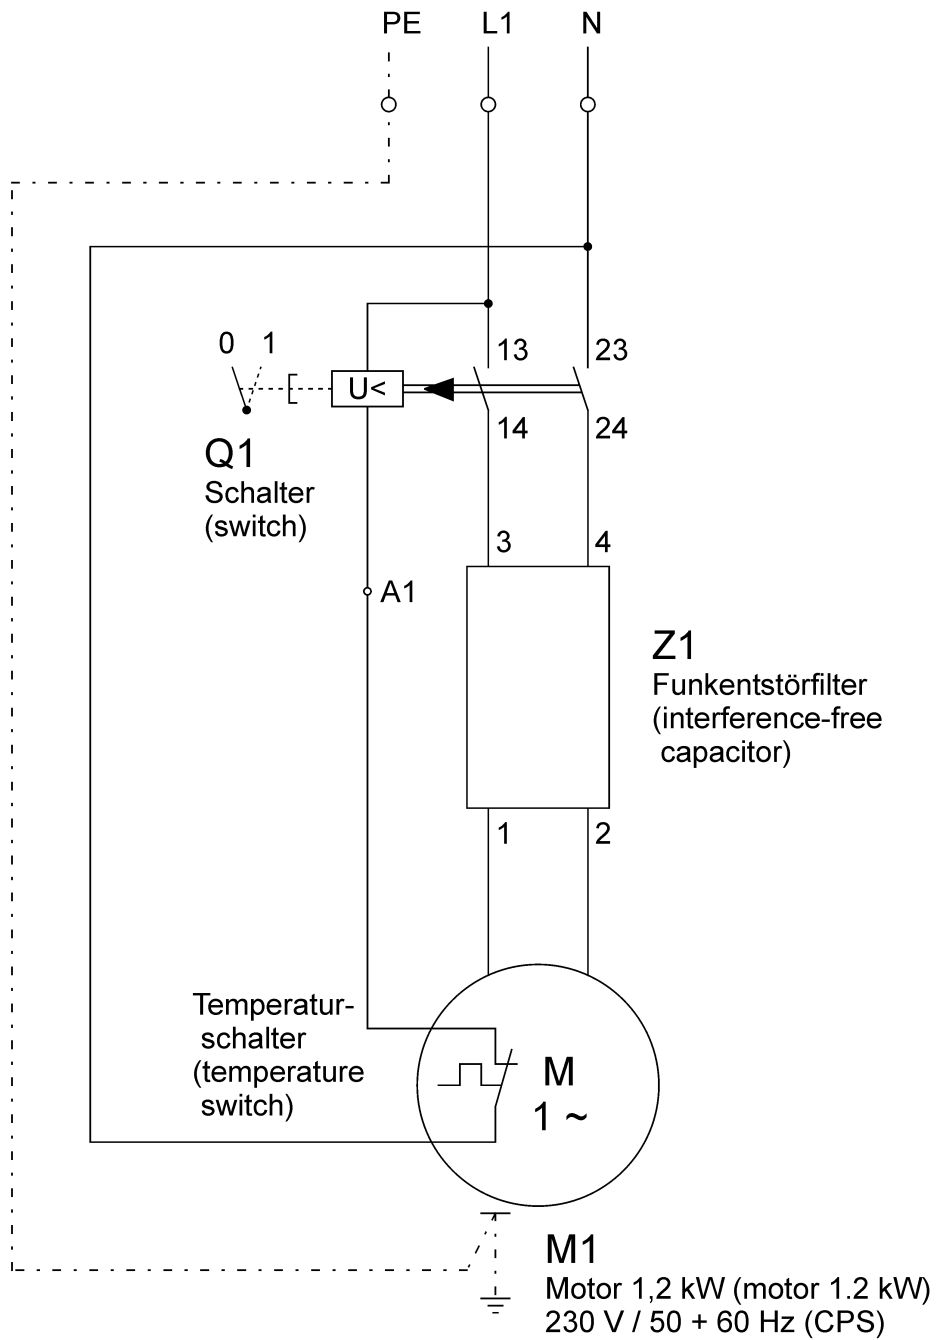 PE L1 N
0 1
13 23
U<
14 24
Q1
Schalter
(switch)
3 4
A1
Z1
Funkentstörfilter
(interference-free
capacitor)
1 2
Temperatur-
schalter
(temperature
switch)
M
1 ~
M1
Motor 1,2 kW (motor 1.2 kW)
230 V / 50 + 60 Hz (CPS)